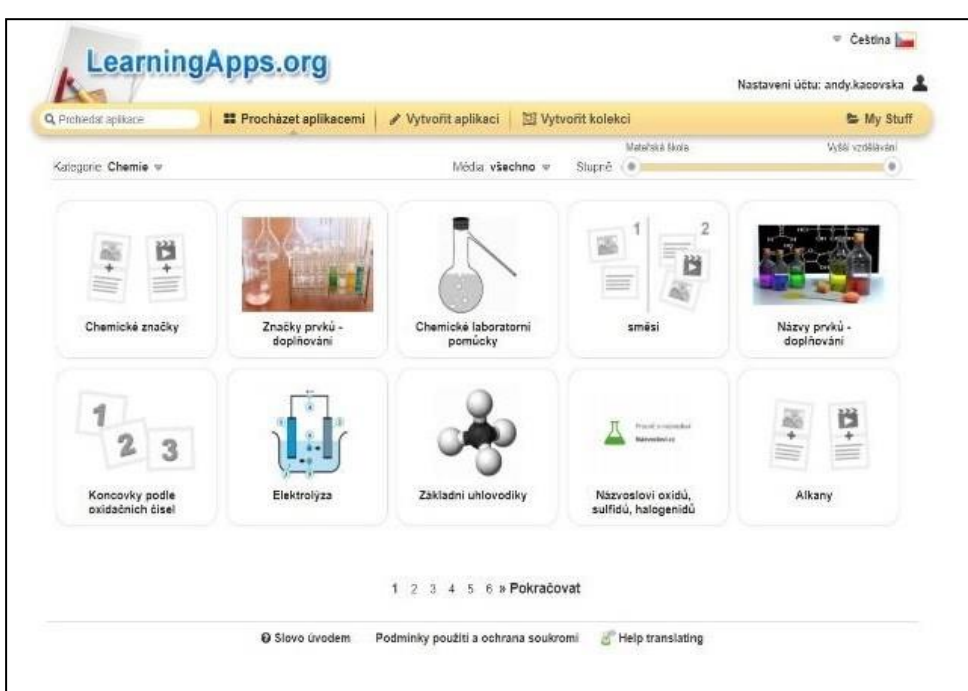 Čeština
LearningApps.org
Nastavení účtu: andy.kacovska
Prohledat aplikace
Procházet aplikacemi
Vytvořit aplikaci
Vytvořit kolekci
My Stuff
Kategorie: Chemie
Média: všechno
Stupně
Mateřská škola
Vyšší vzdělávání
1
2
Chemické značky
Značky prvků -
doplňování
Chemické laboratorní
pomůcky
směsi
Názvy prvků -
doplňování
1
2
3
Koncovky podle
oxidačních čísel
Elektrolýza
Základní uhlovodíky
Názvosloví oxidů,
sulfidů, halogenidů
Alkany
1 2 3 4 5 6 » Pokračovat
Slovo úvodem
Podmínky použití a ochrana soukromí
Help translating